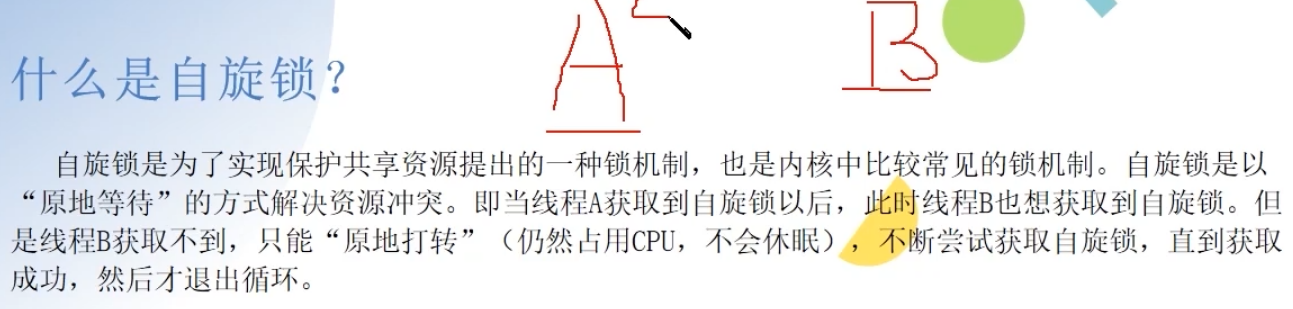 A B
什么是自旋锁?
自旋锁是为了实现保护共享资源提出的一种锁机制，也是内核中比较常见的锁机制。自旋锁是以
“原地等待”的方式解决资源冲突。即当线程A获取到自旋锁以后，此时线程B也想获取到自旋锁。但
是线程B获取不到，只能“原地打转”（仍然占用CPU，不会休眠），不断尝试获取自旋锁，直到获取
成功，然后才退出循环。